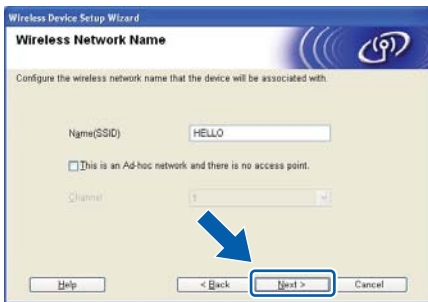 Wireless Device Setup Wizard
Wireless Network Name
Configure the wireless network name that the device will be associated with.
Name(SSID) HELLO
This is an Ad-hoc network and there is no access point.
Channel 1
Help < Back Next > Cancel